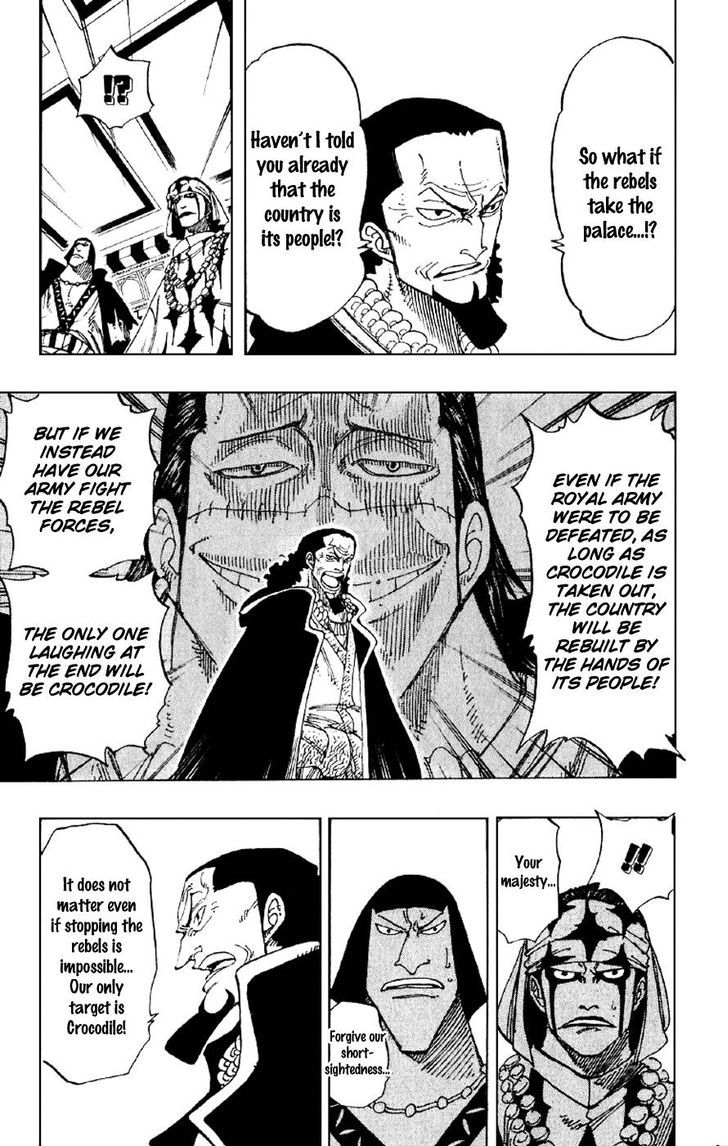 So what if
the rebels
take the
palace...!?
Haven't I told
you already
that the
country is
its people!?
!?
EVEN IF THE
ROYAL ARMY
WERE TO BE
DEFEATED, AS
LONG AS
CROCODILE IS
TAKEN OUT,
THE COUNTRY
WILL BE
REBUILT BY
THE HANDS OF
ITS PEOPLE!
BUT IF WE
INSTEAD
HAVE OUR
ARMY FIGHT
THE REBEL
FORCES,
THE ONLY ONE
LAUGHING AT
THE END WILL
BE CROCODILE!
!!
Your
majesty...
Forgive our
short-
sightedness...
It does not
matter even
if stopping the
rebels is
impossible...
Our only
target is
Crocodile!